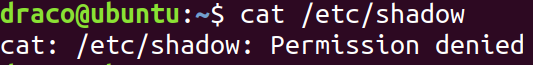 draco@ubuntu:~$ cat /etc/shadow
cat: /etc/shadow: Permission denied